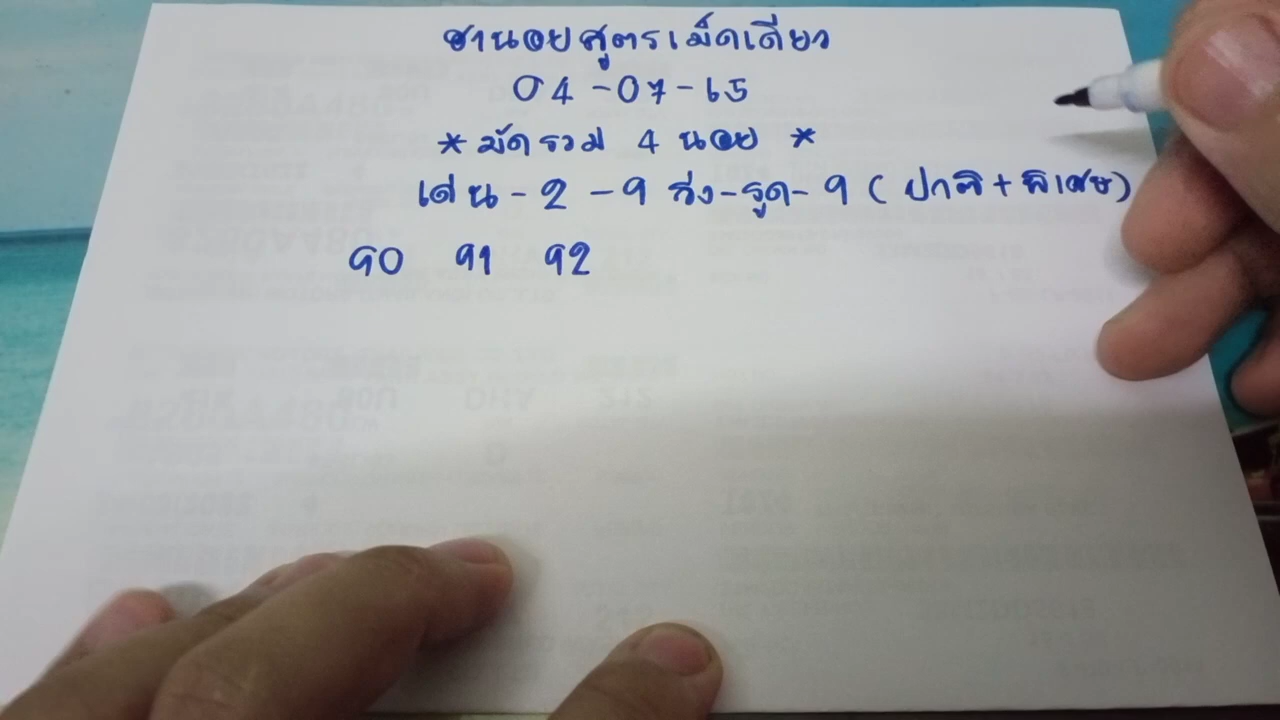 ฮานอยสูตรเม็ดเดียว
04-07-65
*มัดรวม 4 นอย*
เด่น-2-9 วิ่ง-รูด-9 (ปกติ+พิเศษ)
90 91 92